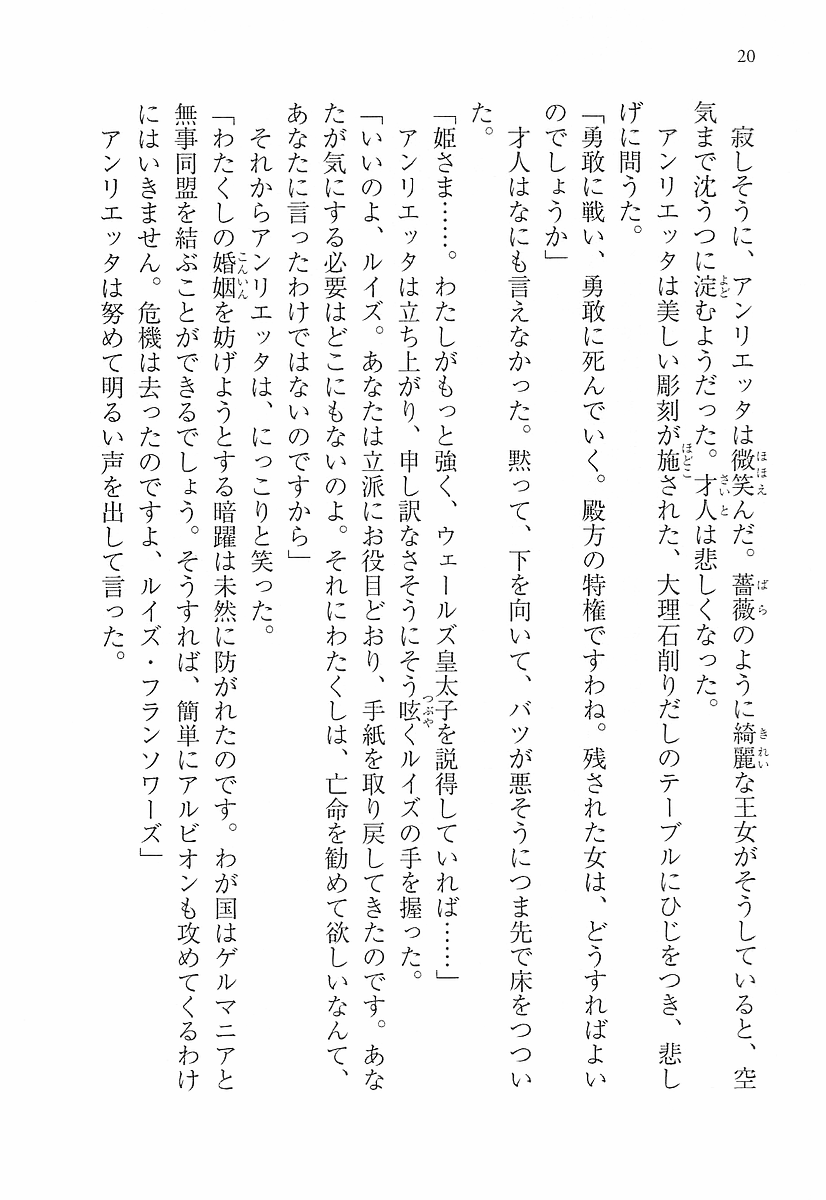 20
寂しそうに、アンリエッタは微笑んだ。薔薇のように綺麗な王女がそうしていると、空
気まで沈うつに淀むようだった。才人は悲しくなった。
アンリエッタは美しい彫刻が施された、大理石削りだしのテーブルにひじをつき、悲し
げに問うた。
「勇敢に戦い、勇敢に死んでいく。殿方の特権ですわね。残された女は、どうすればよい
のでしょうか」
才人はなにも言えなかった。黙って、下を向いて、バツが悪そうにつま先で床をつつい
た。
「姫さま……。わたしがもっと強く、ウェールズ皇太子を説得していれば……」
アンリエッタは立ち上がり、申し訳なさそうにそう呟くルイズの手を握った。
「いいのよ、ルイズ。あなたは立派にお役目どおり、手紙を取り戻してきたのです。あな
たが気にする必要はどこにもないのよ。それにわたくしは、亡命を勧めて欲しいなんて、
あなたに言ったわけではないのですから」
それからアンリエッタは、にっこりと笑った。
「わたくしの婚姻を妨げようとする暗躍は未然に防がれたのです。わが国はゲルマニアと
無事同盟を結ぶことができるでしょう。そうすれば、簡単にアルビオンも攻めてくるわけ
にはいきません。危機は去ったのですよ、ルイズ・フランソワーズ」
アンリエッタは努めて明るい声を出して言った。